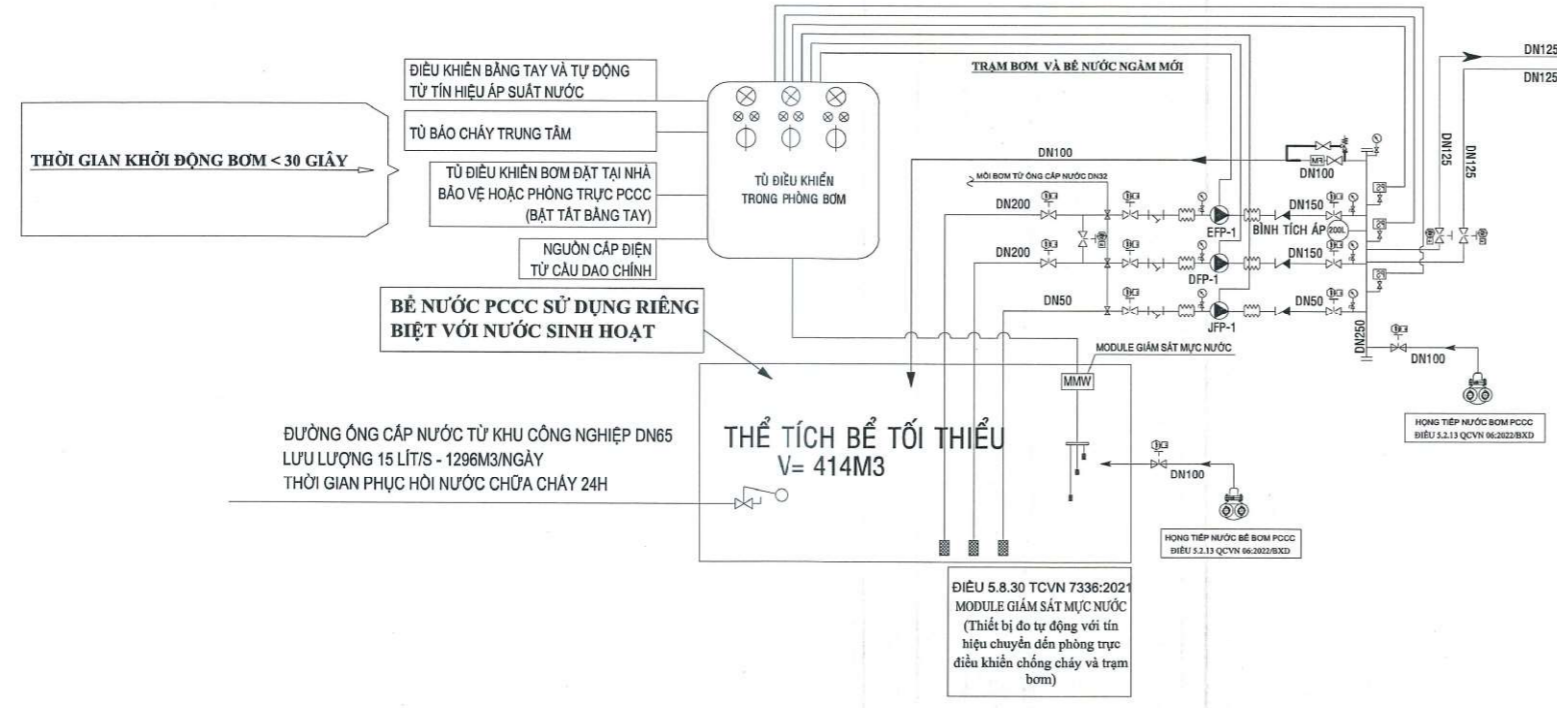 ĐIỀU KHIỂN BẰNG TAY VÀ TỰ ĐỘNG
TỪ TÍN HIỆU ÁP SUẤT NƯỚC
THỜI GIAN KHỞI ĐỘNG BƠM < 30 GIÂY
TỦ BÁO CHÁY TRUNG TÂM
TỦ ĐIỀU KHIỂN BƠM ĐẶT TẠI NHÀ
BẢO VỆ HOẶC PHÒNG TRỰC PCCC
(BẬT TẮT BẰNG TAY)
NGUỒN CẤP ĐIỆN
TỪ CẦU DAO CHÍNH
TỦ ĐIỀU KHIỂN
TRONG PHÒNG BƠM
TRẠM BƠM VÀ BỂ NƯỚC NGẦM MỚI
DN125
DN125
DN125
DN125
DN100
DN100
MỒI BƠM TỪ ỐNG CẤP NƯỚC DN32
DN200
EFP-1
DN150
BÌNH TÍCH ÁP
200L
DN200
DFP-1
DN150
DN50
JFP-1
DN50
DN250
DN100
BỂ NƯỚC PCCC SỬ DỤNG RIÊNG
BIỆT VỚI NƯỚC SINH HOẠT
MODULE GIÁM SÁT MỰC NƯỚC
MMW
HỌNG TIẾP NƯỚC BƠM PCCC
ĐIỀU 5.2.13 QCVN 06:2022/BXD
ĐƯỜNG ỐNG CẤP NƯỚC TỪ KHU CÔNG NGHIỆP DN65
LƯU LƯỢNG 15 LÍT/S - 1296M3/NGÀY
THỜI GIAN PHỤC HỒI NƯỚC CHỮA CHÁY 24H
THỂ TÍCH BỂ TỐI THIỂU
V= 414M3
DN100
HỌNG TIẾP NƯỚC BỂ BƠM PCCC
ĐIỀU 5.2.13 QCVN 06:2022/BXD
ĐIỀU 5.8.30 TCVN 7336:2021
MODULE GIÁM SÁT MỰC NƯỚC
(Thiết bị đo tự động với tín
hiệu chuyển đến phòng trực
điều khiển chống cháy và trạm
bơm)